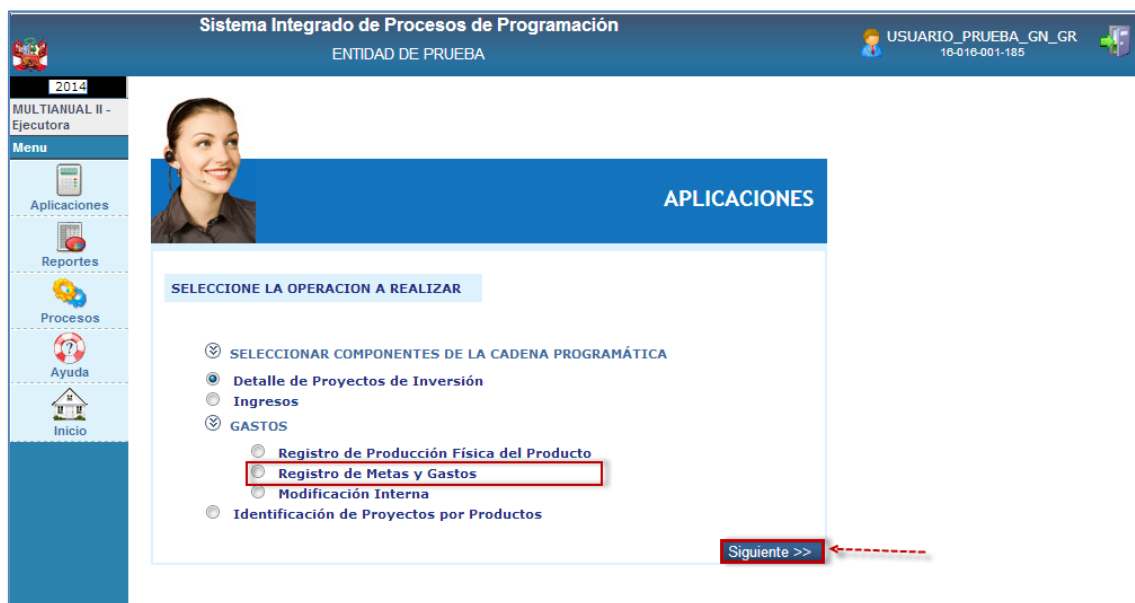 Sistema Integrado de Procesos de Programación
ENTIDAD DE PRUEBA
USUARIO_PRUEBA_GN_GR
16-016-001-185
2014
MULTIANUAL II -
Ejecutora
Menu
Aplicaciones
Reportes
Procesos
Ayuda
Inicio
APLICACIONES
SELECCIONE LA OPERACION A REALIZAR
SELECCIONAR COMPONENTES DE LA CADENA PROGRAMÁTICA
Detalle de Proyectos de Inversión
Ingresos
GASTOS
Registro de Producción Física del Producto
Registro de Metas y Gastos
Modificación Interna
Identificación de Proyectos por Productos
Siguiente >>